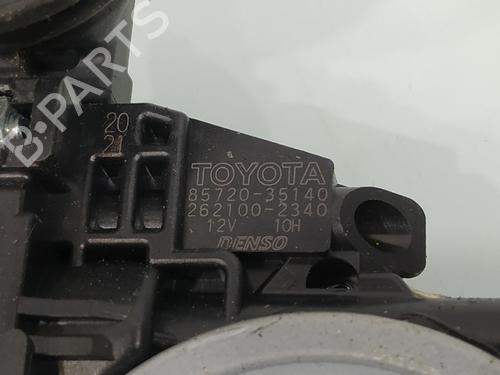 B-PARTS
20
21
TOYOTA
85720-35140
262100-2340
12V 10H
DENSO